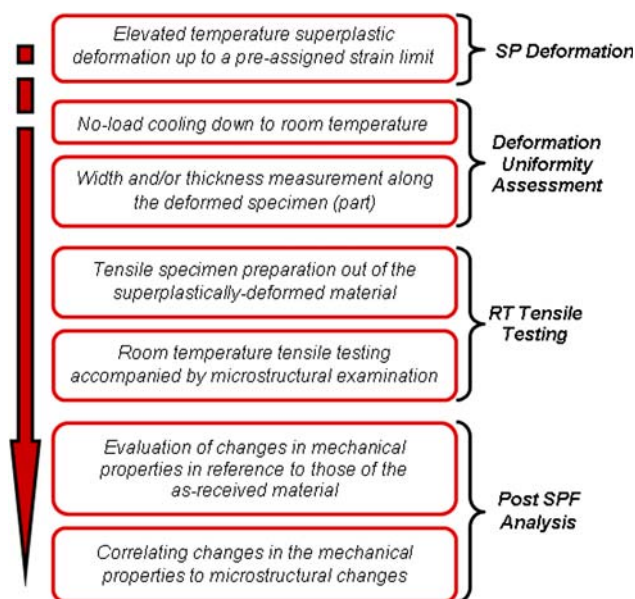 Elevated temperature superplastic
deformation up to a pre-assigned strain limit
SP Deformation
No-load cooling down to room temperature
Width and/or thickness measurement along
the deformed specimen (part)
Deformation
Uniformity
Assessment
Tensile specimen preparation out of the
superplastically-deformed material
Room temperature tensile testing
accompanied by microstructural examination
RT Tensile
Testing
Evaluation of changes in mechanical
properties in reference to those of the
as-received material
Correlating changes in the mechanical
properties to microstructural changes
Post SPF
Analysis